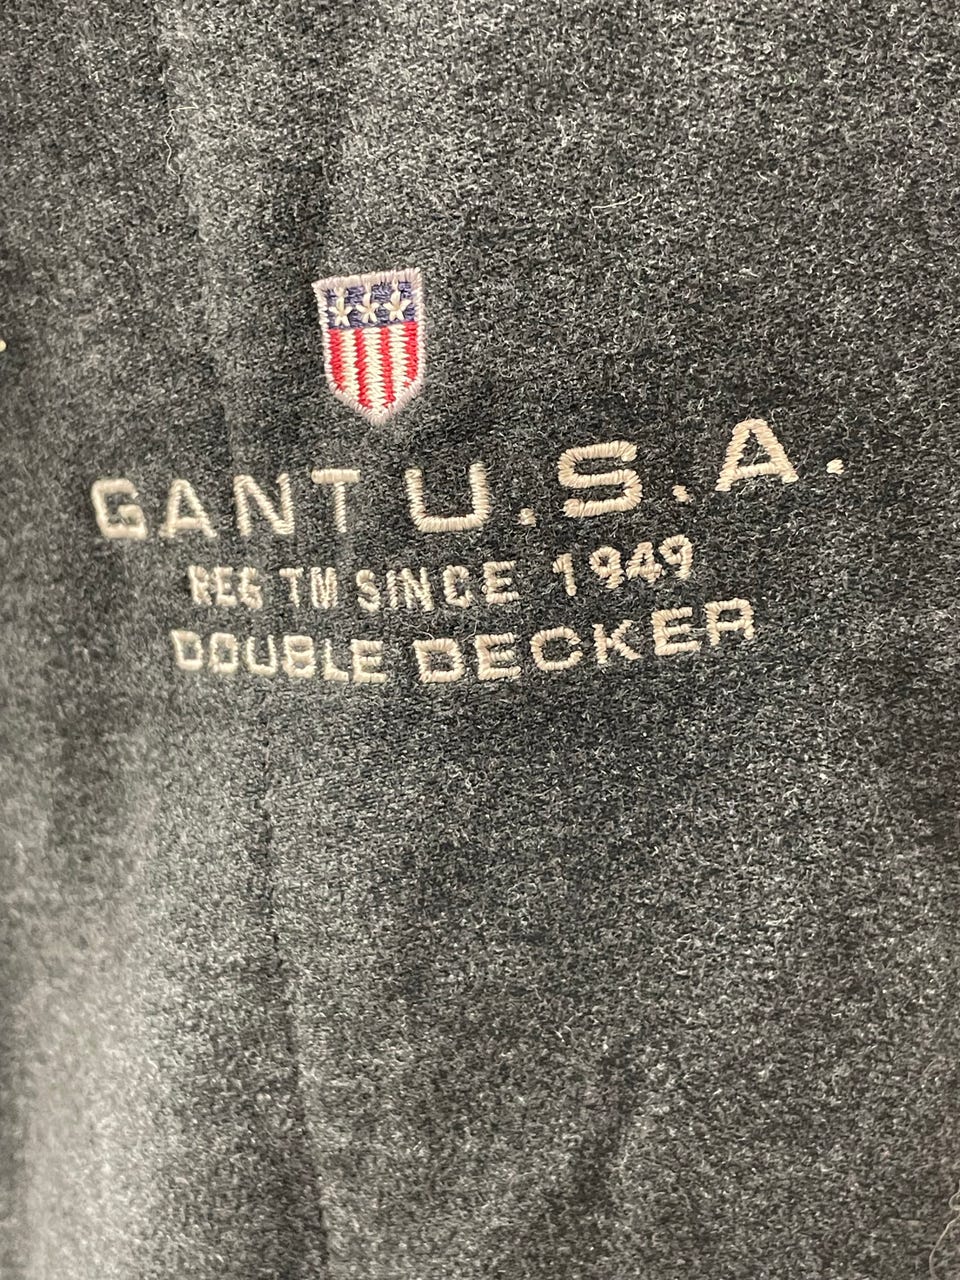 GANT U.S.A.
REG TM SINCE 1949
DOUBLE DECKER